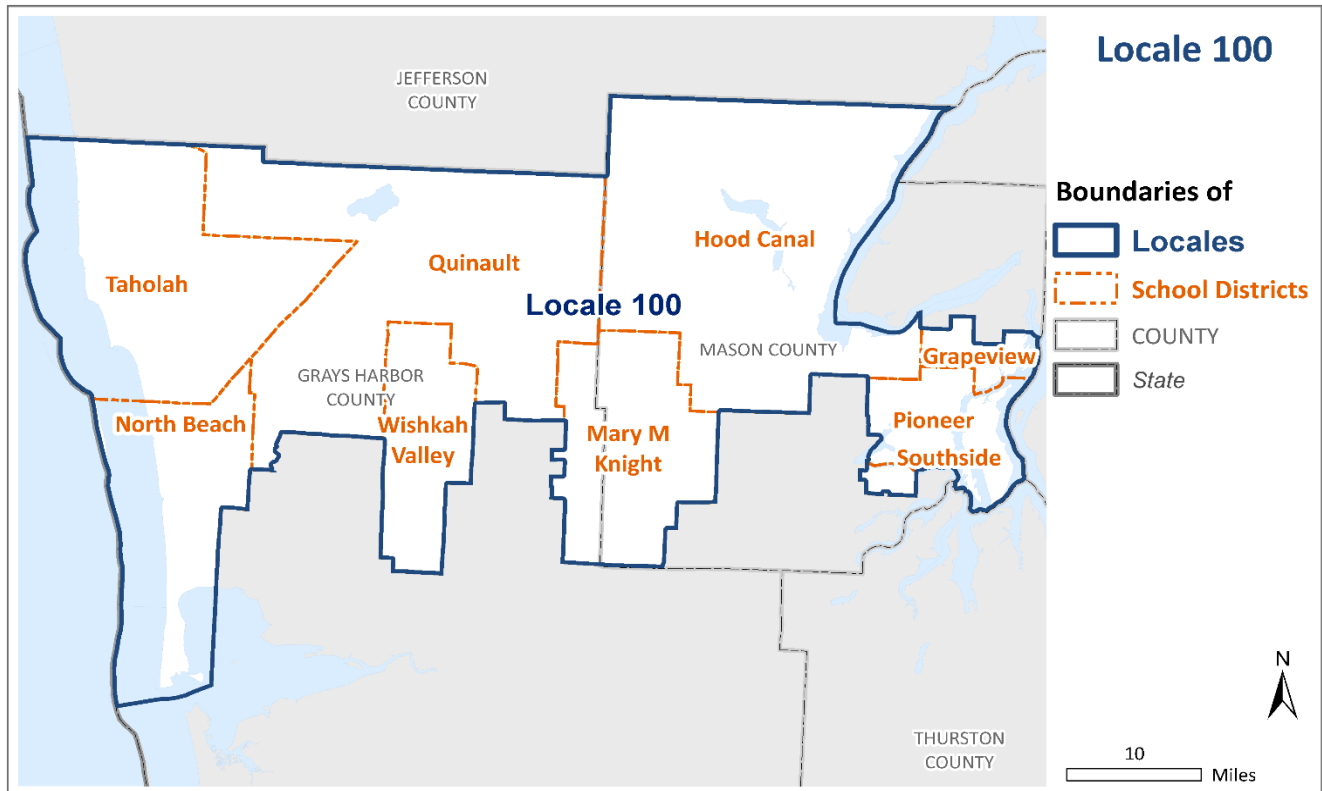 Locale 100
JEFFERSON
COUNTY
Boundaries of
Locales
School Districts
COUNTY
State
Hood Canal
Quinault
Taholah
Locale 100
MASON COUNTY
Grapeview
GRAYS HARBOR
COUNTY
North Beach
Wishkah
Valley
Mary M
Knight
Pioneer
Southside
THURSTON
COUNTY
N
10
Miles